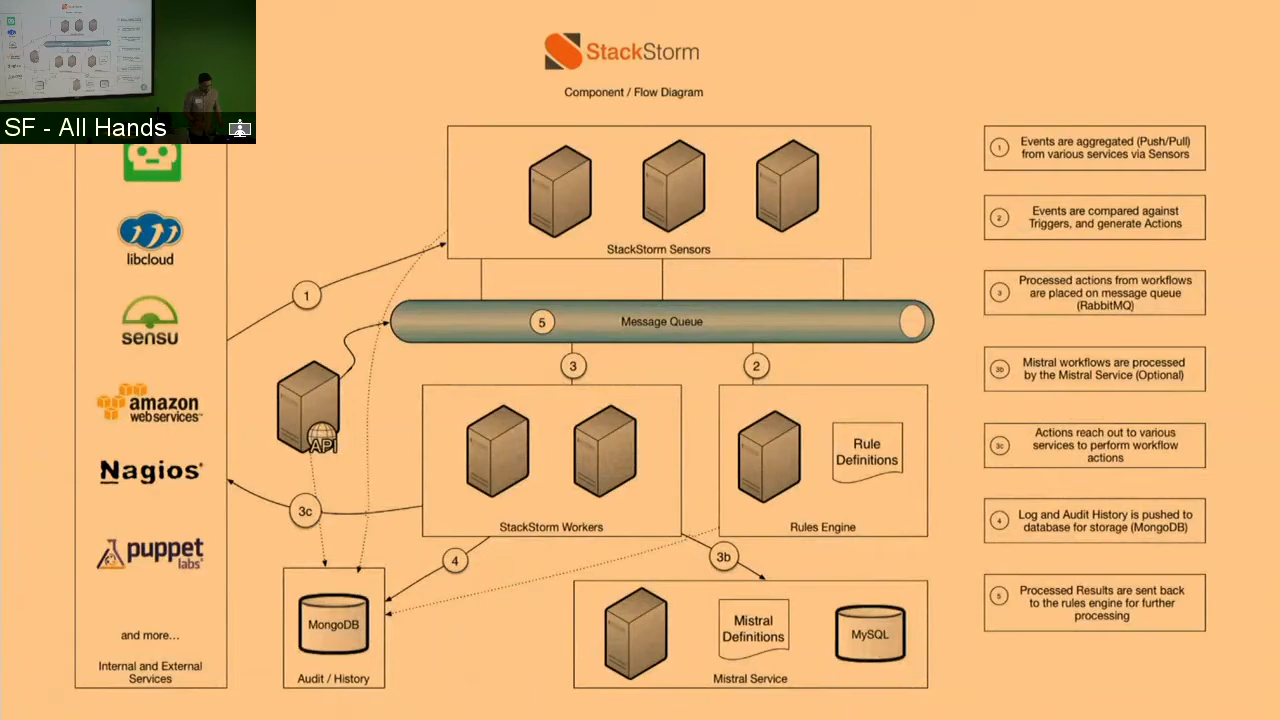 SF - All Hands
StackStorm
Component / Flow Diagram
libcloud
sensu
amazon
webservices™
Nagios®
puppet
labs®
and more...
Internal and External
Services
1
API
StackStorm Sensors
5
Message Queue
3
2
StackStorm Workers
Rule
Definitions
Rules Engine
3c
4
3b
MongoDB
Audit / History
Mistral
Definitions
MySQL
Mistral Service
1
Events are aggregated (Push/Pull)
from various services via Sensors
2
Events are compared against
Triggers, and generate Actions
3
Processed actions from workflows
are placed on message queue
(RabbitMQ)
3b
Mistral workflows are processed
by the Mistral Service (Optional)
3c
Actions reach out to various
services to perform workflow
actions
4
Log and Audit History is pushed to
database for storage (MongoDB)
5
Processed Results are sent back
to the rules engine for further
processing